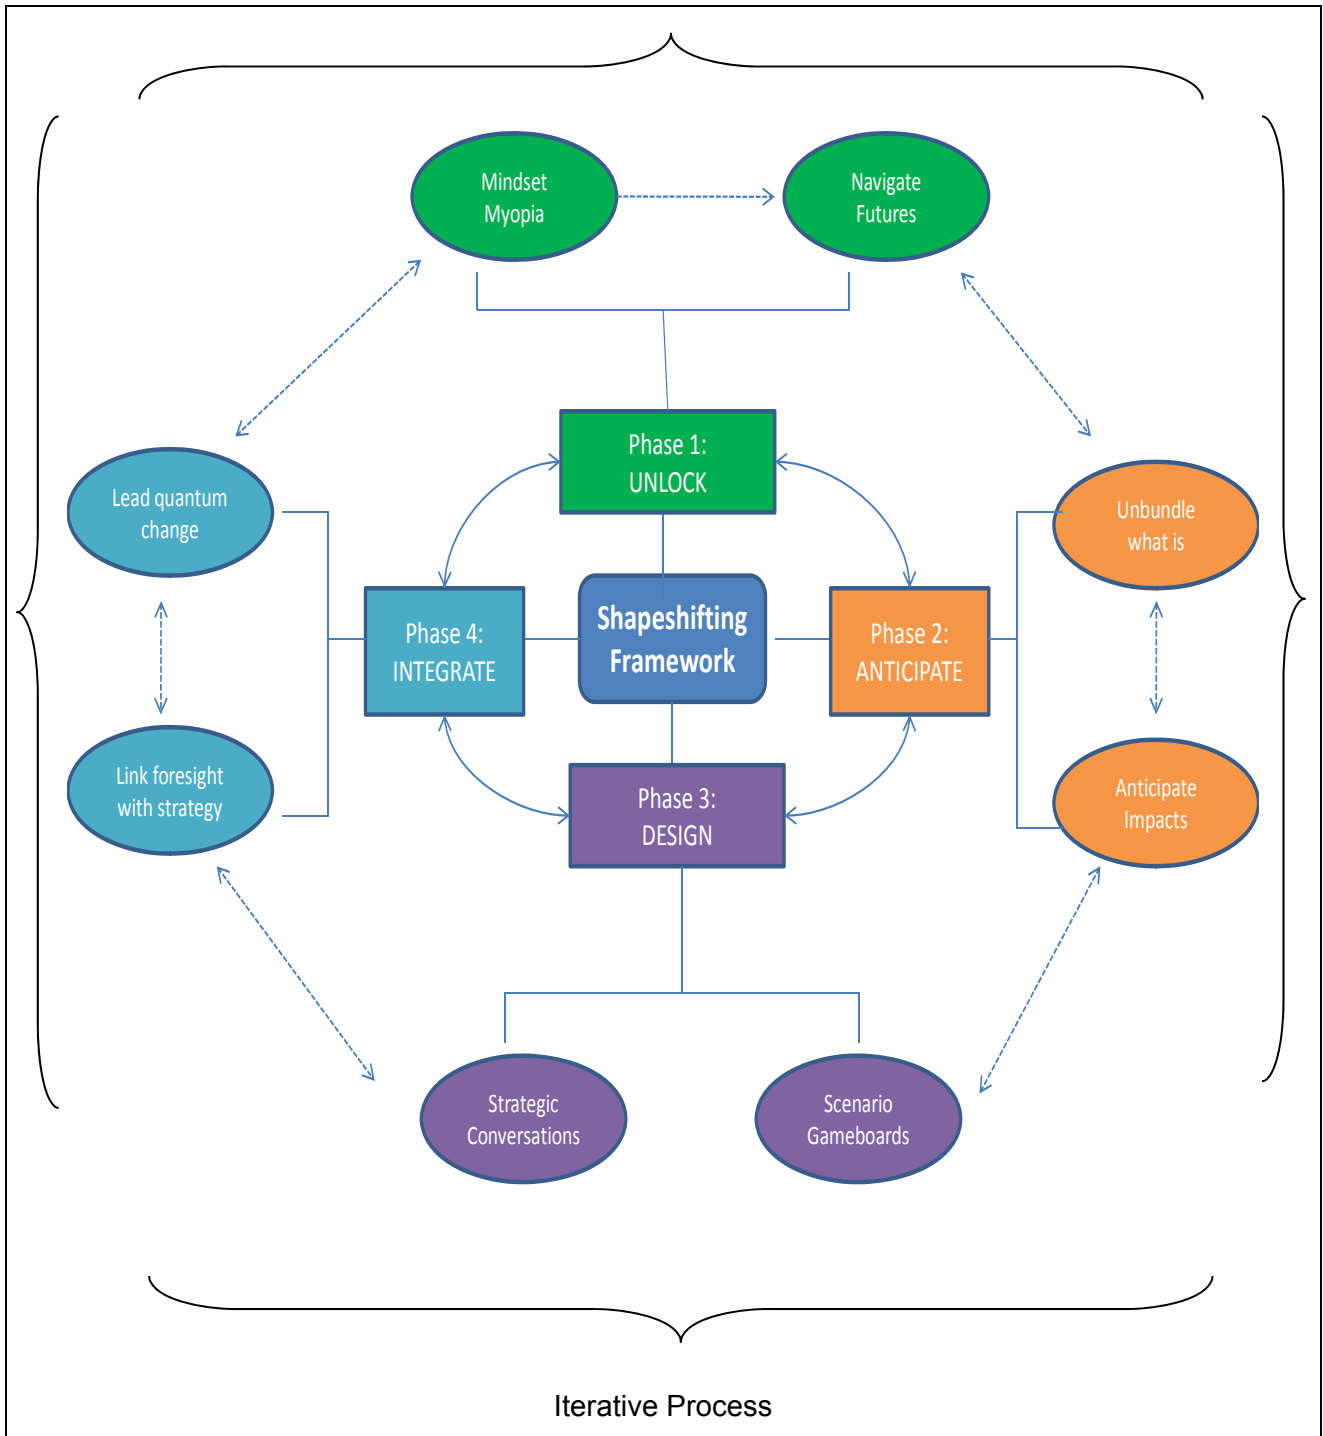 Mindset
Myopia
Navigate
Futures
Phase 1:
UNLOCK
Lead quantum
change
Unbundle
what is
Phase 4:
INTEGRATE
Shapeshifting
Framework
Phase 2:
ANTICIPATE
Link foresight
with strategy
Phase 3:
DESIGN
Anticipate
Impacts
Strategic
Conversations
Scenario
Gameboards
Iterative Process